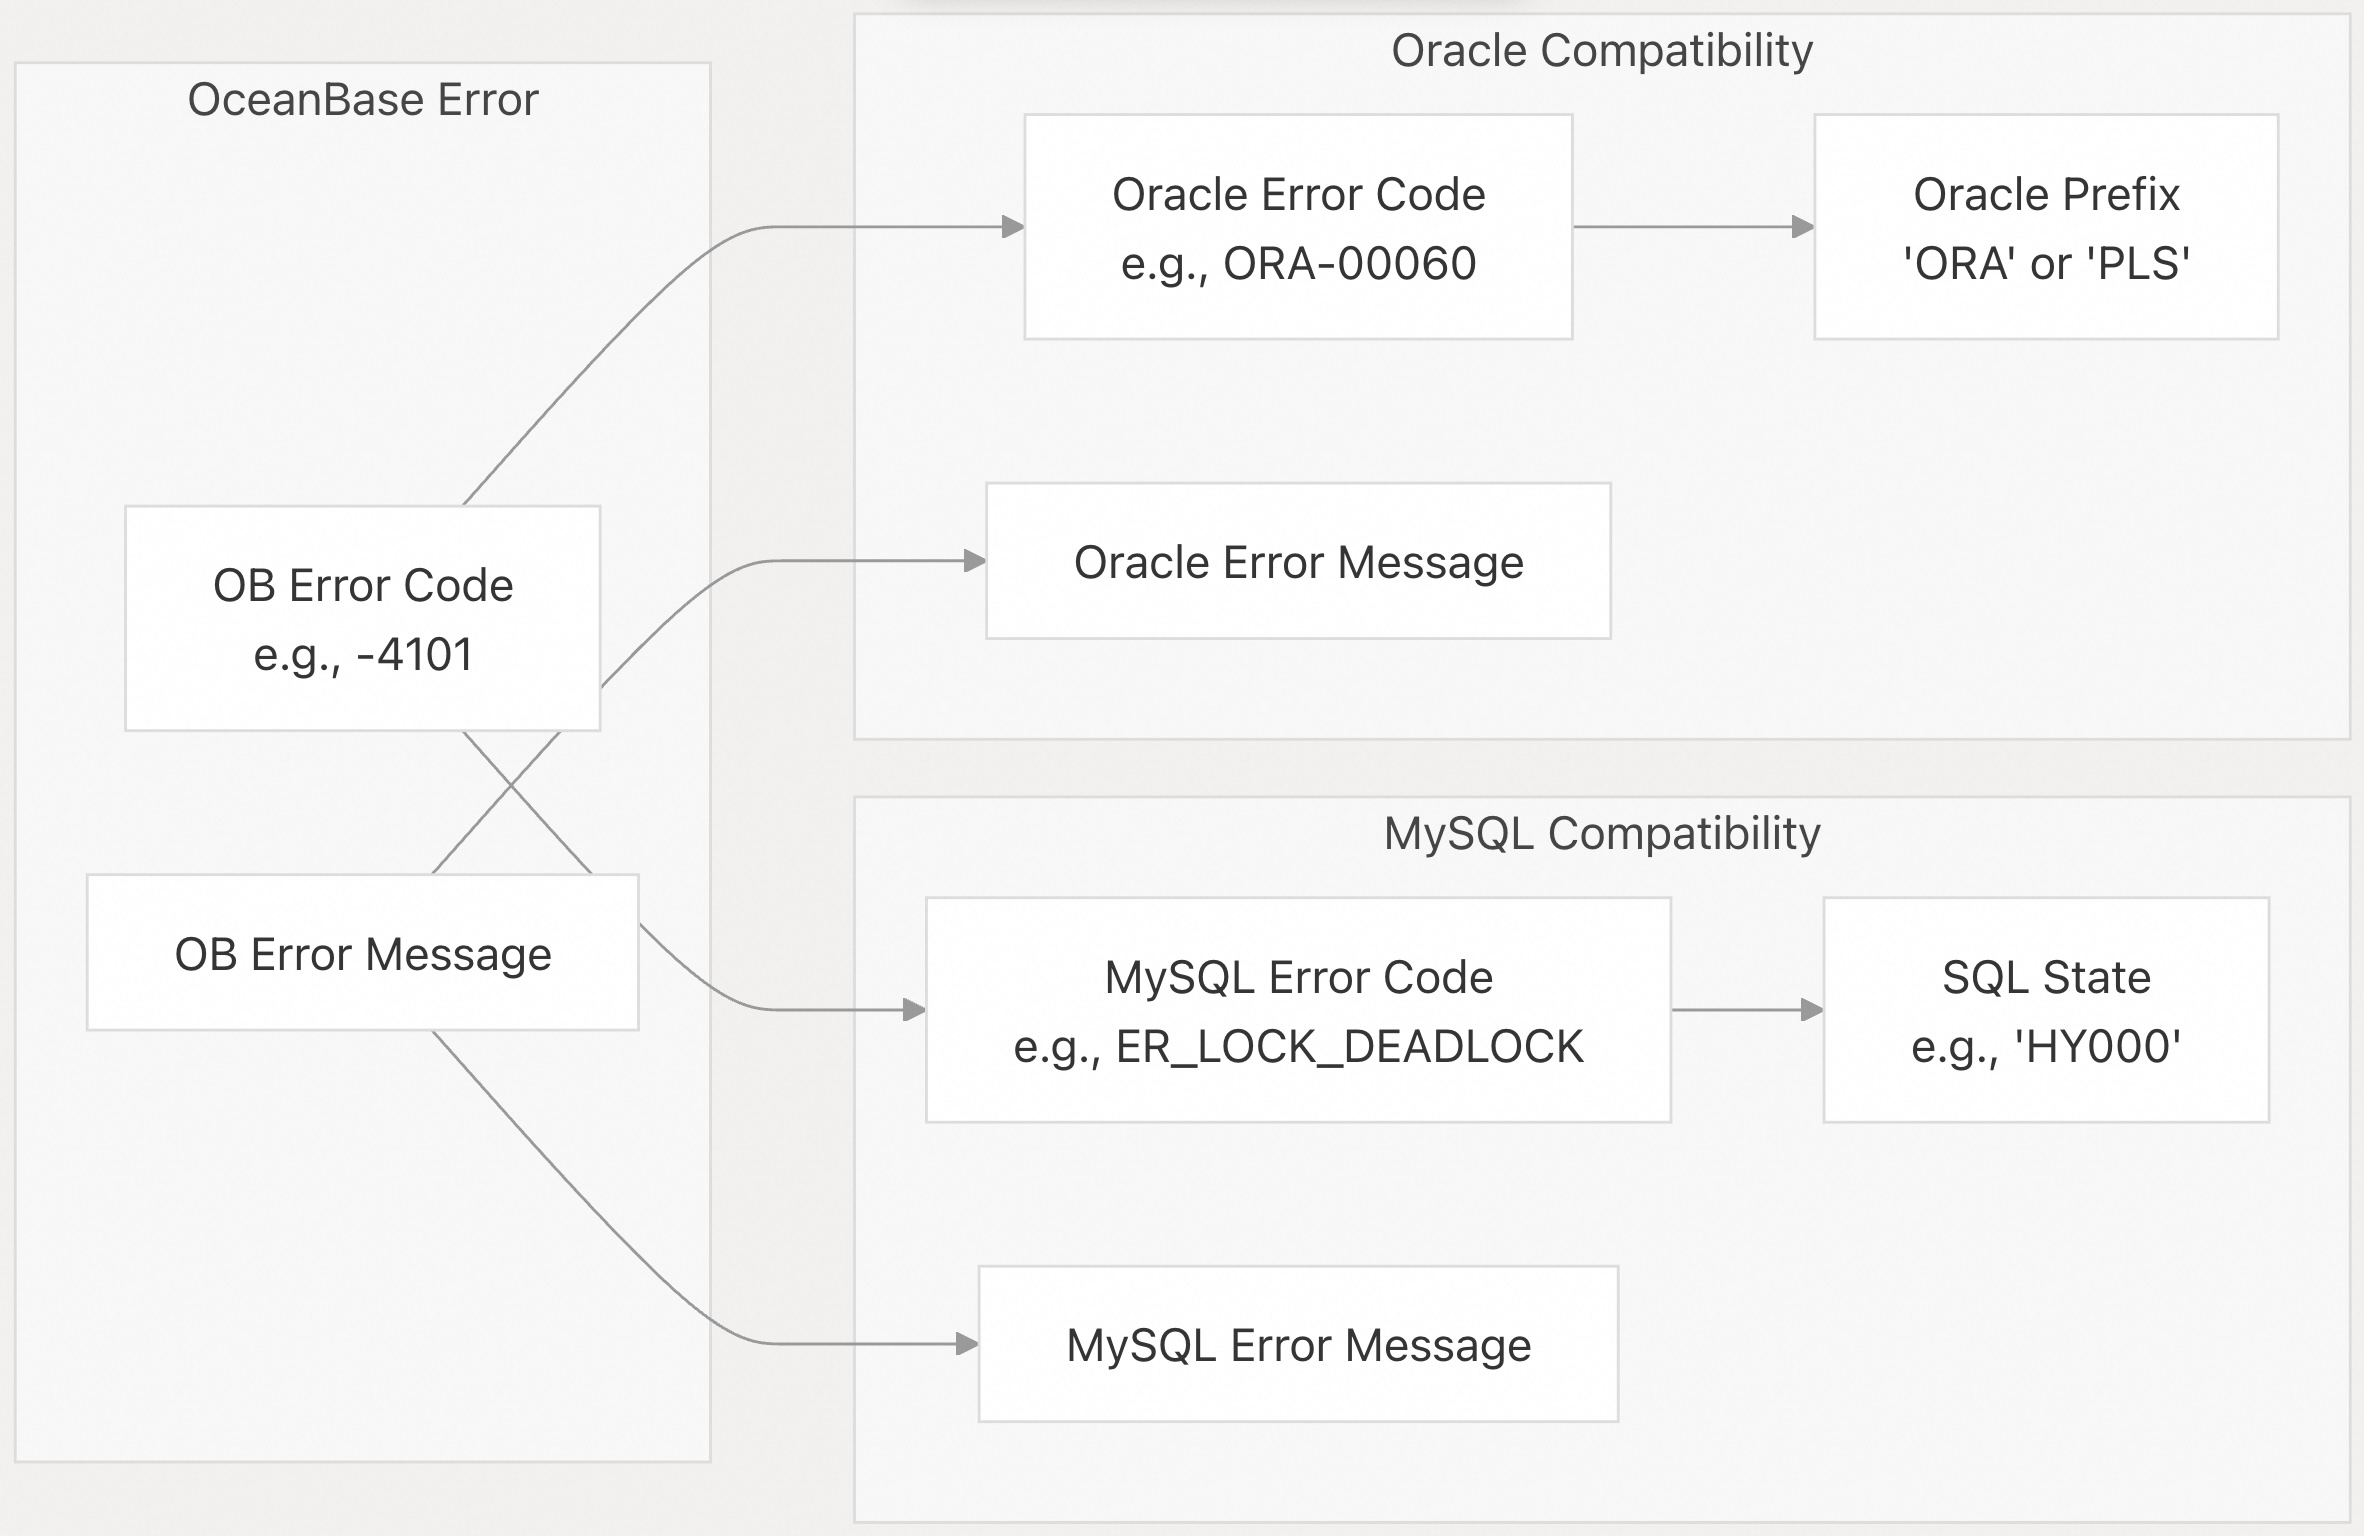 OceanBase Error
OB Error Code
e.g., -4101
OB Error Message
Oracle Compatibility
Oracle Error Code
e.g., ORA-00060
Oracle Prefix
'ORA' or 'PLS'
Oracle Error Message
MySQL Compatibility
MySQL Error Code
e.g., ER_LOCK_DEADLOCK
SQL State
e.g., 'HY000'
MySQL Error Message